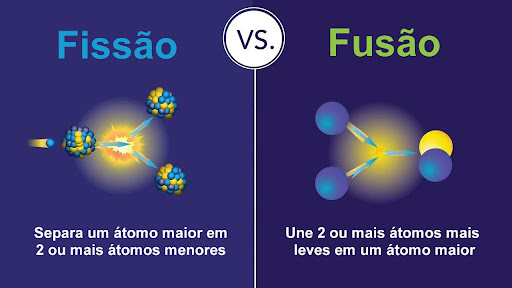 Fissão
VS.
Fusão
Separa um átomo maior em
2 ou mais átomos menores
Une 2 ou mais átomos mais
leves em um átomo maior